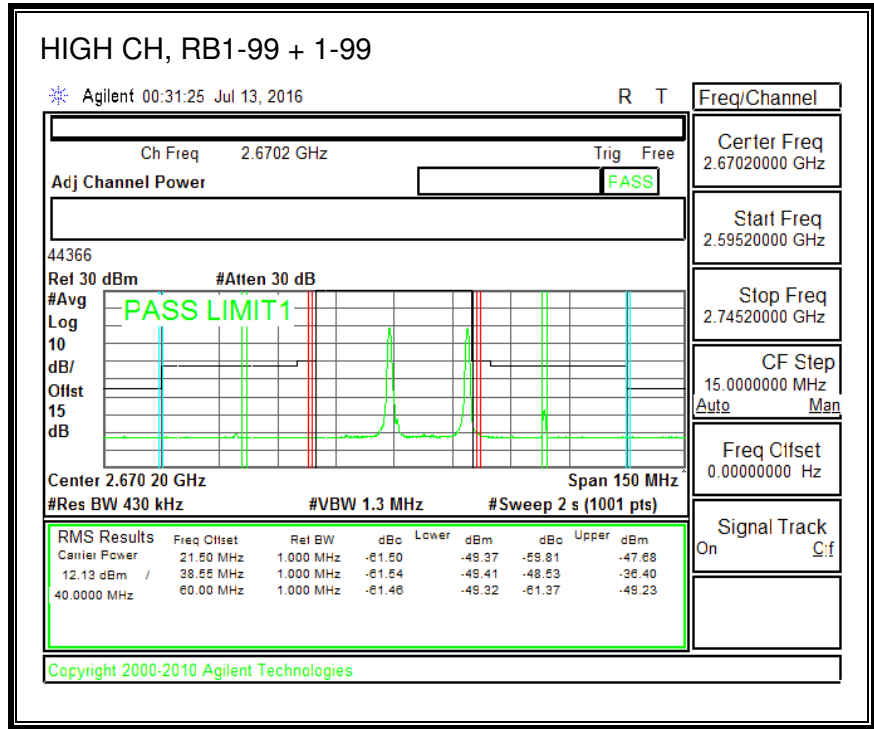 HIGH CH, RB1-99 + 1-99
Agilent 00:31:25 Jul 13, 2016 R T
Ch Freq 2.6702 GHz Trig Free
Adj Channel Power PASS
44366
Ref 30 dBm #Atten 30 dB
#Avg
Log
10
dB/
Offst
15
dB
PASS LIMIT1
Center 2.670 20 GHz Span 150 MHz
#Res BW 430 kHz #VBW 1.3 MHz #Sweep 2 s (1001 pts)
RMS Results Freq Offset Ref BW dBc Lower dBm dBc Upper dBm
Carrier Power 21.50 MHz 1.000 MHz -61.50 -49.37 -59.81 -47.68
12.13 dBm / 38.55 MHz 1.000 MHz -61.54 -49.41 -48.53 -36.40
40.0000 MHz 60.00 MHz 1.000 MHz -61.46 -49.32 -61.37 -49.23
Copyright 2000-2010 Agilent Technologies
Freq/Channel
Center Freq
2.67020000 GHz
Start Freq
2.59520000 GHz
Stop Freq
2.74520000 GHz
CF Step
15.0000000 MHz
Auto Man
Freq Offset
0.00000000 Hz
Signal Track
On Off